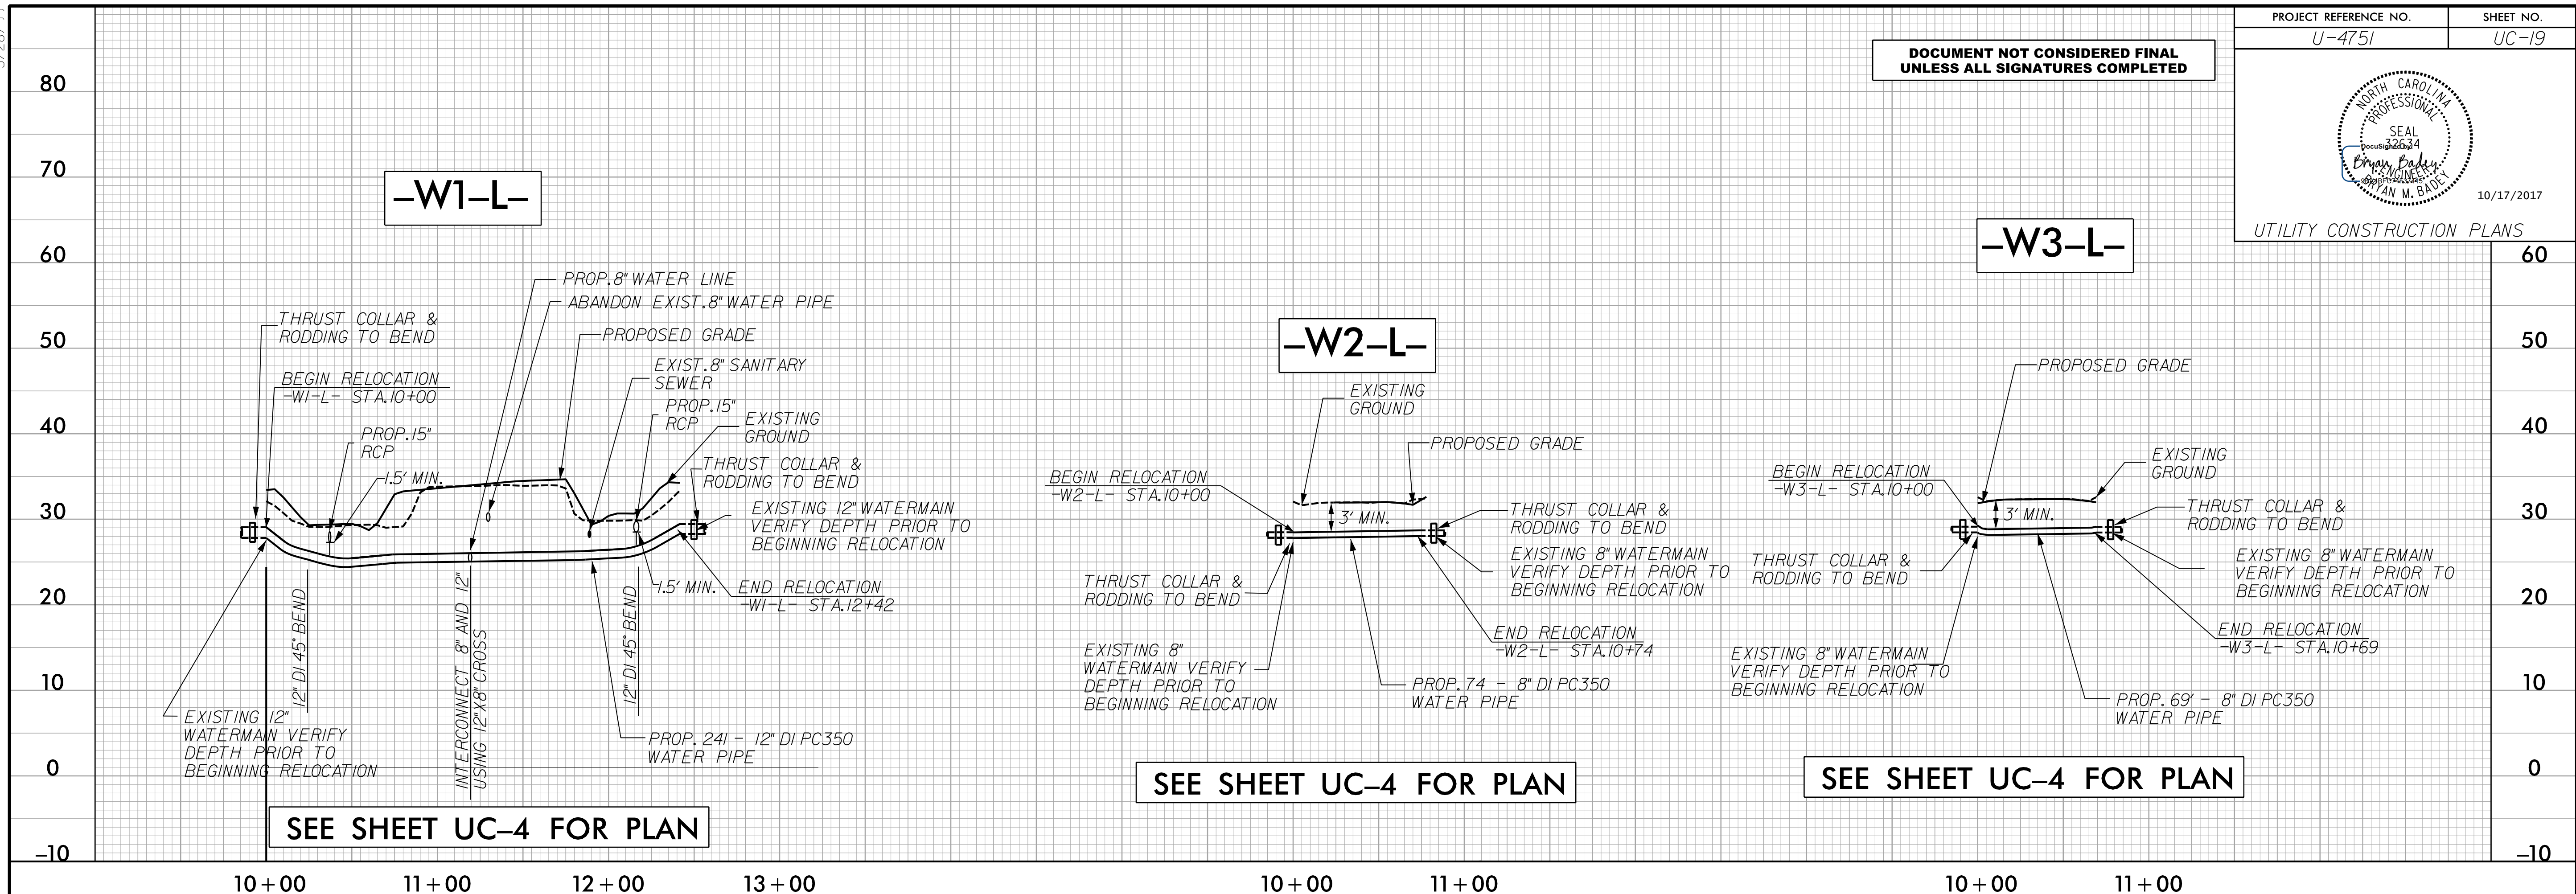 PROJECT REFERENCE NO.
SHEET NO.
U-4751
UC-19
DOCUMENT NOT CONSIDERED FINAL
UNLESS ALL SIGNATURES COMPLETED
NORTH CAROLINA
PROFESSIONAL
SEAL
32634
DocuSigned by
Bryan Badey
ENGINEER
BRYAN M. BADEY
10/17/2017
UTILITY CONSTRUCTION PLANS
80
70
60
50
40
30
20
10
0
–10
–W1–L–
PROP. 8" WATER LINE
ABANDON EXIST. 8" WATER PIPE
THRUST COLLAR &
RODDING TO BEND
PROPOSED GRADE
EXIST. 8" SANITARY
SEWER
BEGIN RELOCATION
-W1-L- STA. 10+00
PROP. 15"
RCP
EXISTING
GROUND
PROP. 15"
RCP
1.5' MIN.
THRUST COLLAR &
RODDING TO BEND
EXISTING 12" WATERMAIN
VERIFY DEPTH PRIOR TO
BEGINNING RELOCATION
1.5' MIN.
END RELOCATION
-W1-L- STA. 12+42
12" DI 45° BEND
INTERCONNECT 8" AND 12"
USING 12"X8" CROSS
12" DI 45° BEND
EXISTING 12"
WATERMAIN VERIFY
DEPTH PRIOR TO
BEGINNING RELOCATION
PROP. 241 - 12" DI PC350
WATER PIPE
SEE SHEET UC–4 FOR PLAN
–W2–L–
EXISTING
GROUND
PROPOSED GRADE
BEGIN RELOCATION
-W2-L- STA. 10+00
3' MIN.
THRUST COLLAR &
RODDING TO BEND
EXISTING 8" WATERMAIN
VERIFY DEPTH PRIOR TO
BEGINNING RELOCATION
THRUST COLLAR &
RODDING TO BEND
END RELOCATION
-W2-L- STA. 10+74
EXISTING 8"
WATERMAIN VERIFY
DEPTH PRIOR TO
BEGINNING RELOCATION
PROP. 74 - 8" DI PC350
WATER PIPE
SEE SHEET UC–4 FOR PLAN
–W3–L–
PROPOSED GRADE
EXISTING
GROUND
BEGIN RELOCATION
-W3-L- STA. 10+00
3' MIN.
THRUST COLLAR &
RODDING TO BEND
EXISTING 8" WATERMAIN
VERIFY DEPTH PRIOR TO
BEGINNING RELOCATION
THRUST COLLAR &
RODDING TO BEND
END RELOCATION
-W3-L- STA. 10+69
EXISTING 8" WATERMAIN
VERIFY DEPTH PRIOR TO
BEGINNING RELOCATION
PROP. 69' - 8" DI PC350
WATER PIPE
SEE SHEET UC–4 FOR PLAN
60
50
40
30
20
10
0
–10
10+00
11+00
12+00
13+00
10+00
11+00
10+00
11+00